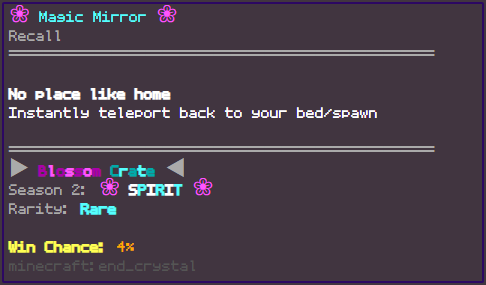 Magic Mirror
Recall
No place like home
Instantly teleport back to your bed/spawn
Blossom Crate
Season 2: SPIRIT
Rarity: Rare
Win Chance: 4%
minecraft:end_crystal